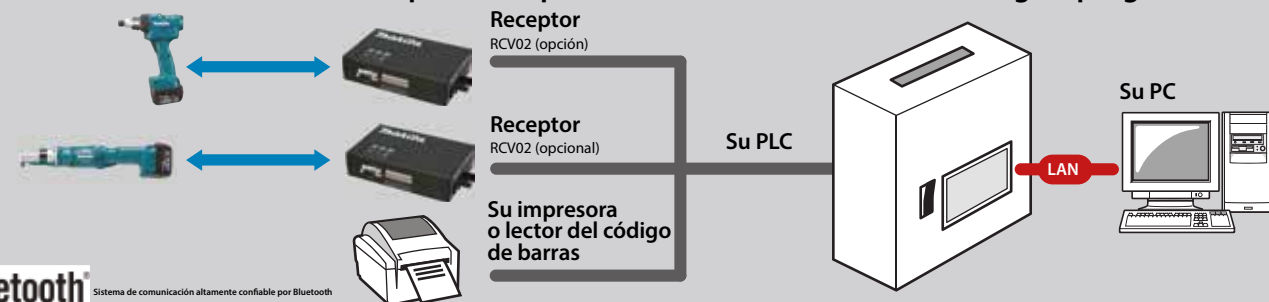 Receptor
RCV02 (opción)
Receptor
RCV02 (opcional)
Su impresora
o lector del código
de barras
Su PLC
LAN
Su PC
Sistema de comunicación altamente confiable por Bluetooth